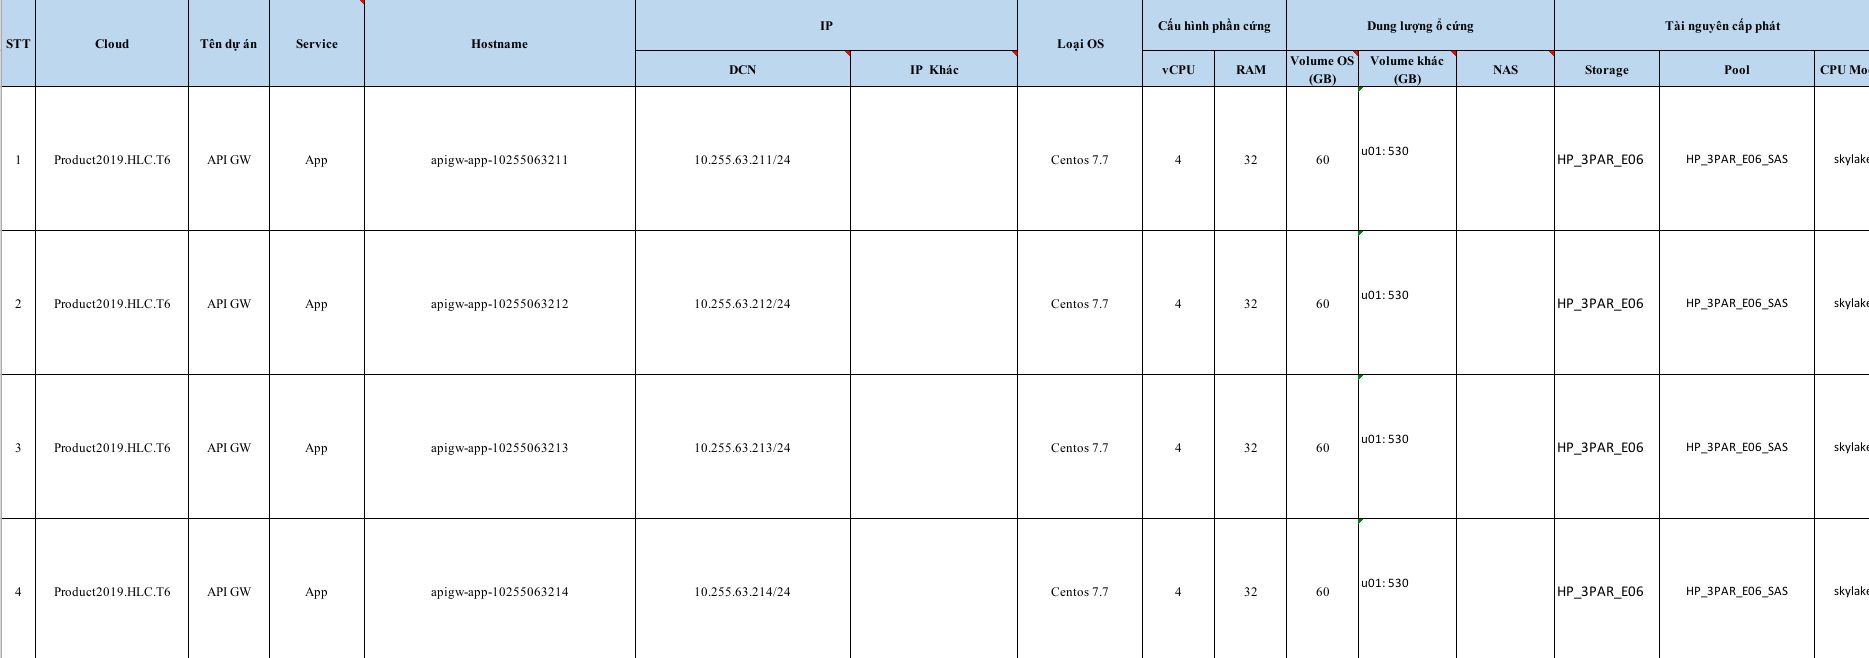 STT Cloud Tên dự án Service Hostname IP Loại OS Cấu hình phần cứng Dung lượng ổ cứng Tài nguyên cấp phát
DCN IP Khác vCPU RAM Volume OS (GB) Volume khác (GB) NAS Storage Pool CPU Mo
1 Product2019.HLC.T6 API GW App apigw-app-10255063211 10.255.63.211/24 Centos 7.7 4 32 60 u01: 530 HP_3PAR_E06 HP_3PAR_E06_SAS skylake
2 Product2019.HLC.T6 API GW App apigw-app-10255063212 10.255.63.212/24 Centos 7.7 4 32 60 u01: 530 HP_3PAR_E06 HP_3PAR_E06_SAS skylake
3 Product2019.HLC.T6 API GW App apigw-app-10255063213 10.255.63.213/24 Centos 7.7 4 32 60 u01: 530 HP_3PAR_E06 HP_3PAR_E06_SAS skylake
4 Product2019.HLC.T6 API GW App apigw-app-10255063214 10.255.63.214/24 Centos 7.7 4 32 60 u01: 530 HP_3PAR_E06 HP_3PAR_E06_SAS skylake